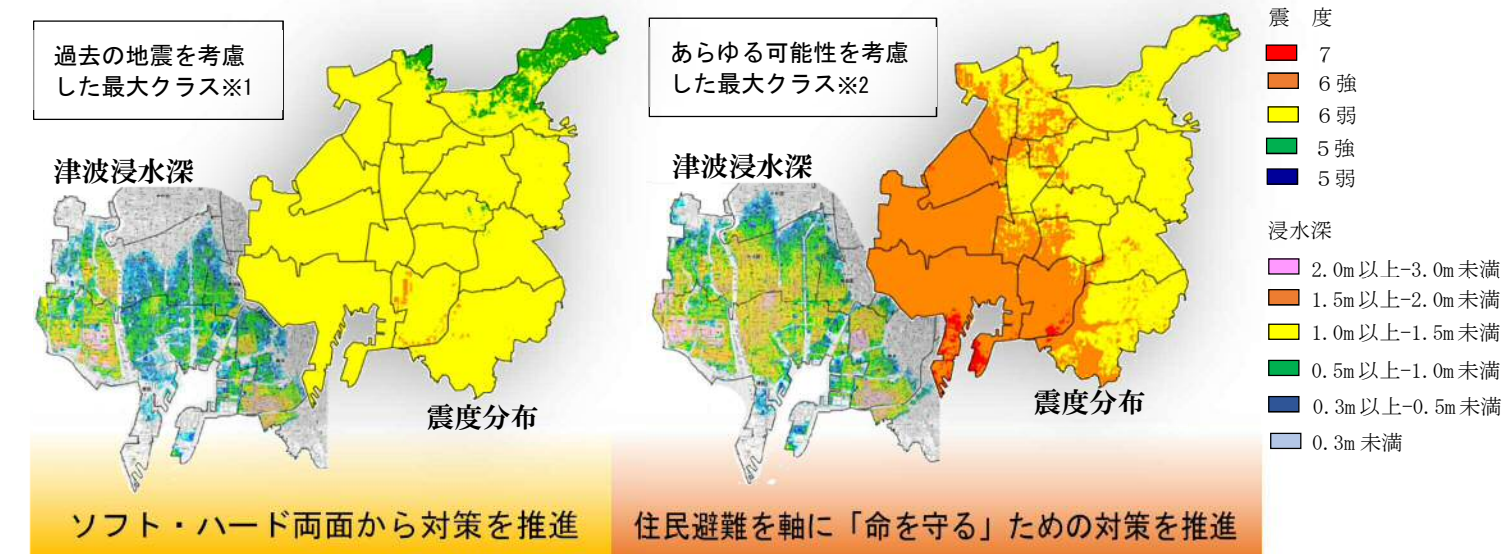 過去の地震を考慮
した最大クラス※1
津波浸水深
震度分布
ソフト・ハード両面から対策を推進
あらゆる可能性を考慮
した最大クラス※2
津波浸水深
震度分布
住民避難を軸に「命を守る」ための対策を推進
震 度
7
6強
6弱
5強
5弱
浸水深
2.0m以上-3.0m未満
1.5m以上-2.0m未満
1.0m以上-1.5m未満
0.5m以上-1.0m未満
0.3m以上-0.5m未満
0.3m未満